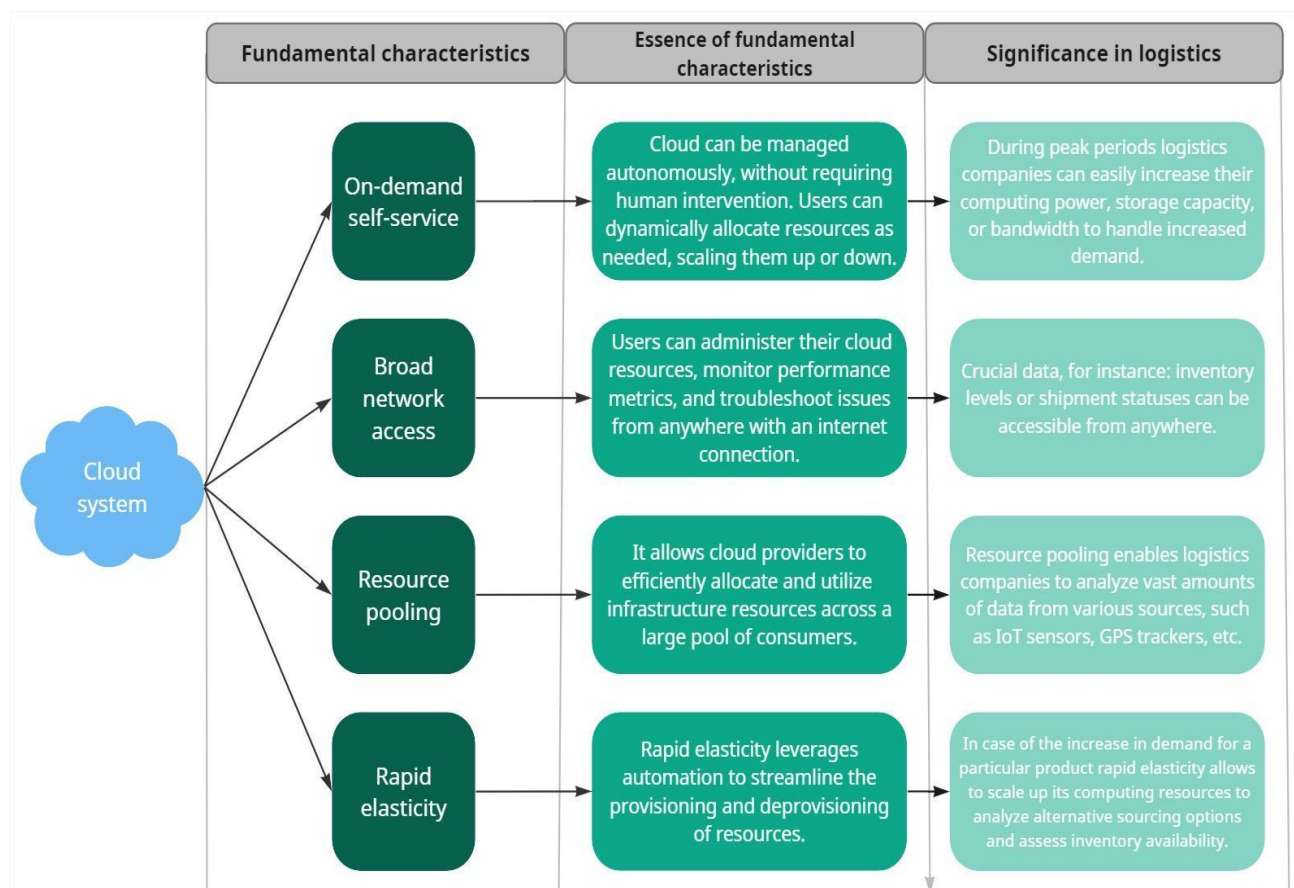 Fundamental characteristics
Essence of fundamental
characteristics
Significance in logistics
Cloud
system
On-demand
self-service
Cloud can be managed
autonomously, without requiring
human intervention. Users can
dynamically allocate resources as
needed, scaling them up or down.
During peak periods logistics
companies can easily increase their
computing power, storage capacity,
or bandwidth to handle increased
demand.
Broad
network
access
Users can administer their cloud
resources, monitor performance
metrics, and troubleshoot issues
from anywhere with an internet
connection.
Crucial data, for instance: inventory
levels or shipment statuses can be
accessible from anywhere.
Resource
pooling
It allows cloud providers to
efficiently allocate and utilize
infrastructure resources across a
large pool of consumers.
Resource pooling enables logistics
companies to analyze vast amounts
of data from various sources, such
as IoT sensors, GPS trackers, etc.
Rapid
elasticity
Rapid elasticity leverages
automation to streamline the
provisioning and deprovisioning
of resources.
In case of the increase in demand for a
particular product rapid elasticity allows
to scale up its computing resources to
analyze alternative sourcing options
and assess inventory availability.